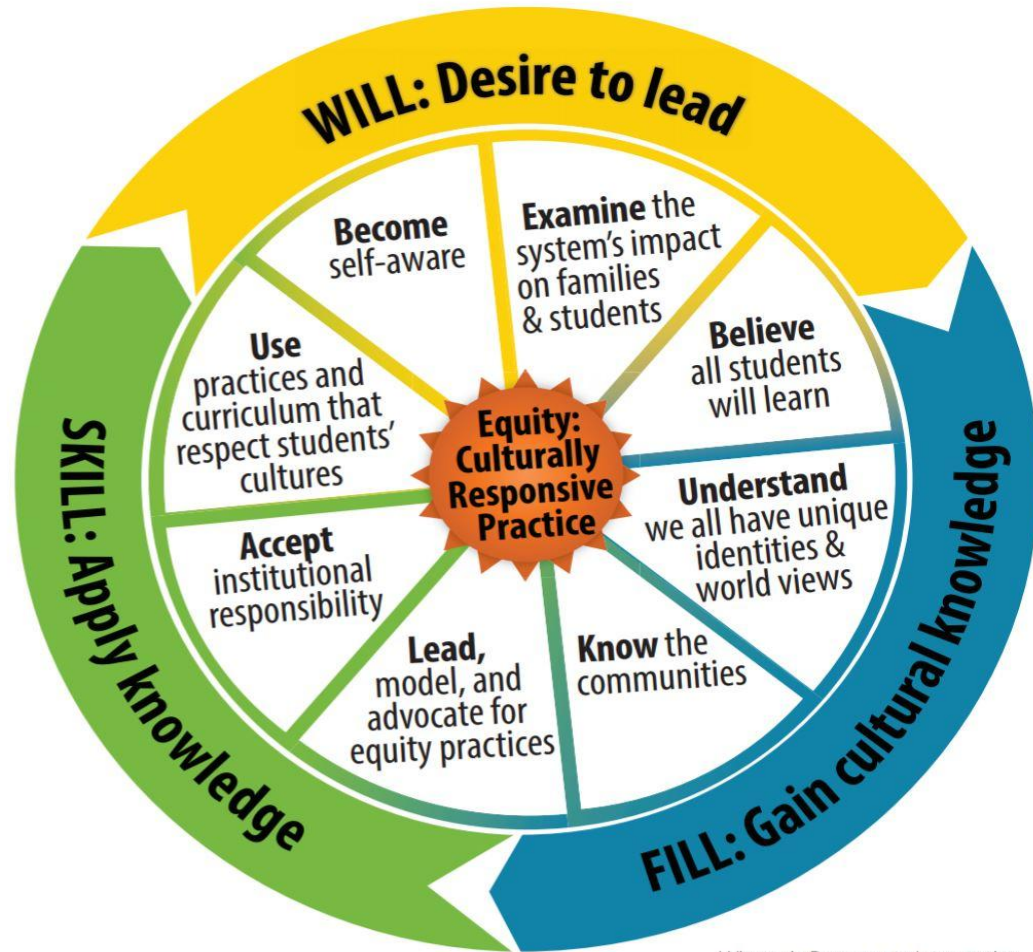 WILL: Desire to lead
Become
self-aware
Examine the
system's impact
on families
& students
Believe
all students
will learn
Understand
we all have unique
identities &
world views
Know the
communities
Lead,
model, and
advocate for
equity practices
Accept
institutional
responsibility
Use
practices and
curriculum that
respect students'
cultures
Equity:
Culturally
Responsive
Practice
FILL: Gain cultural knowledge
SKILL: Apply knowledge